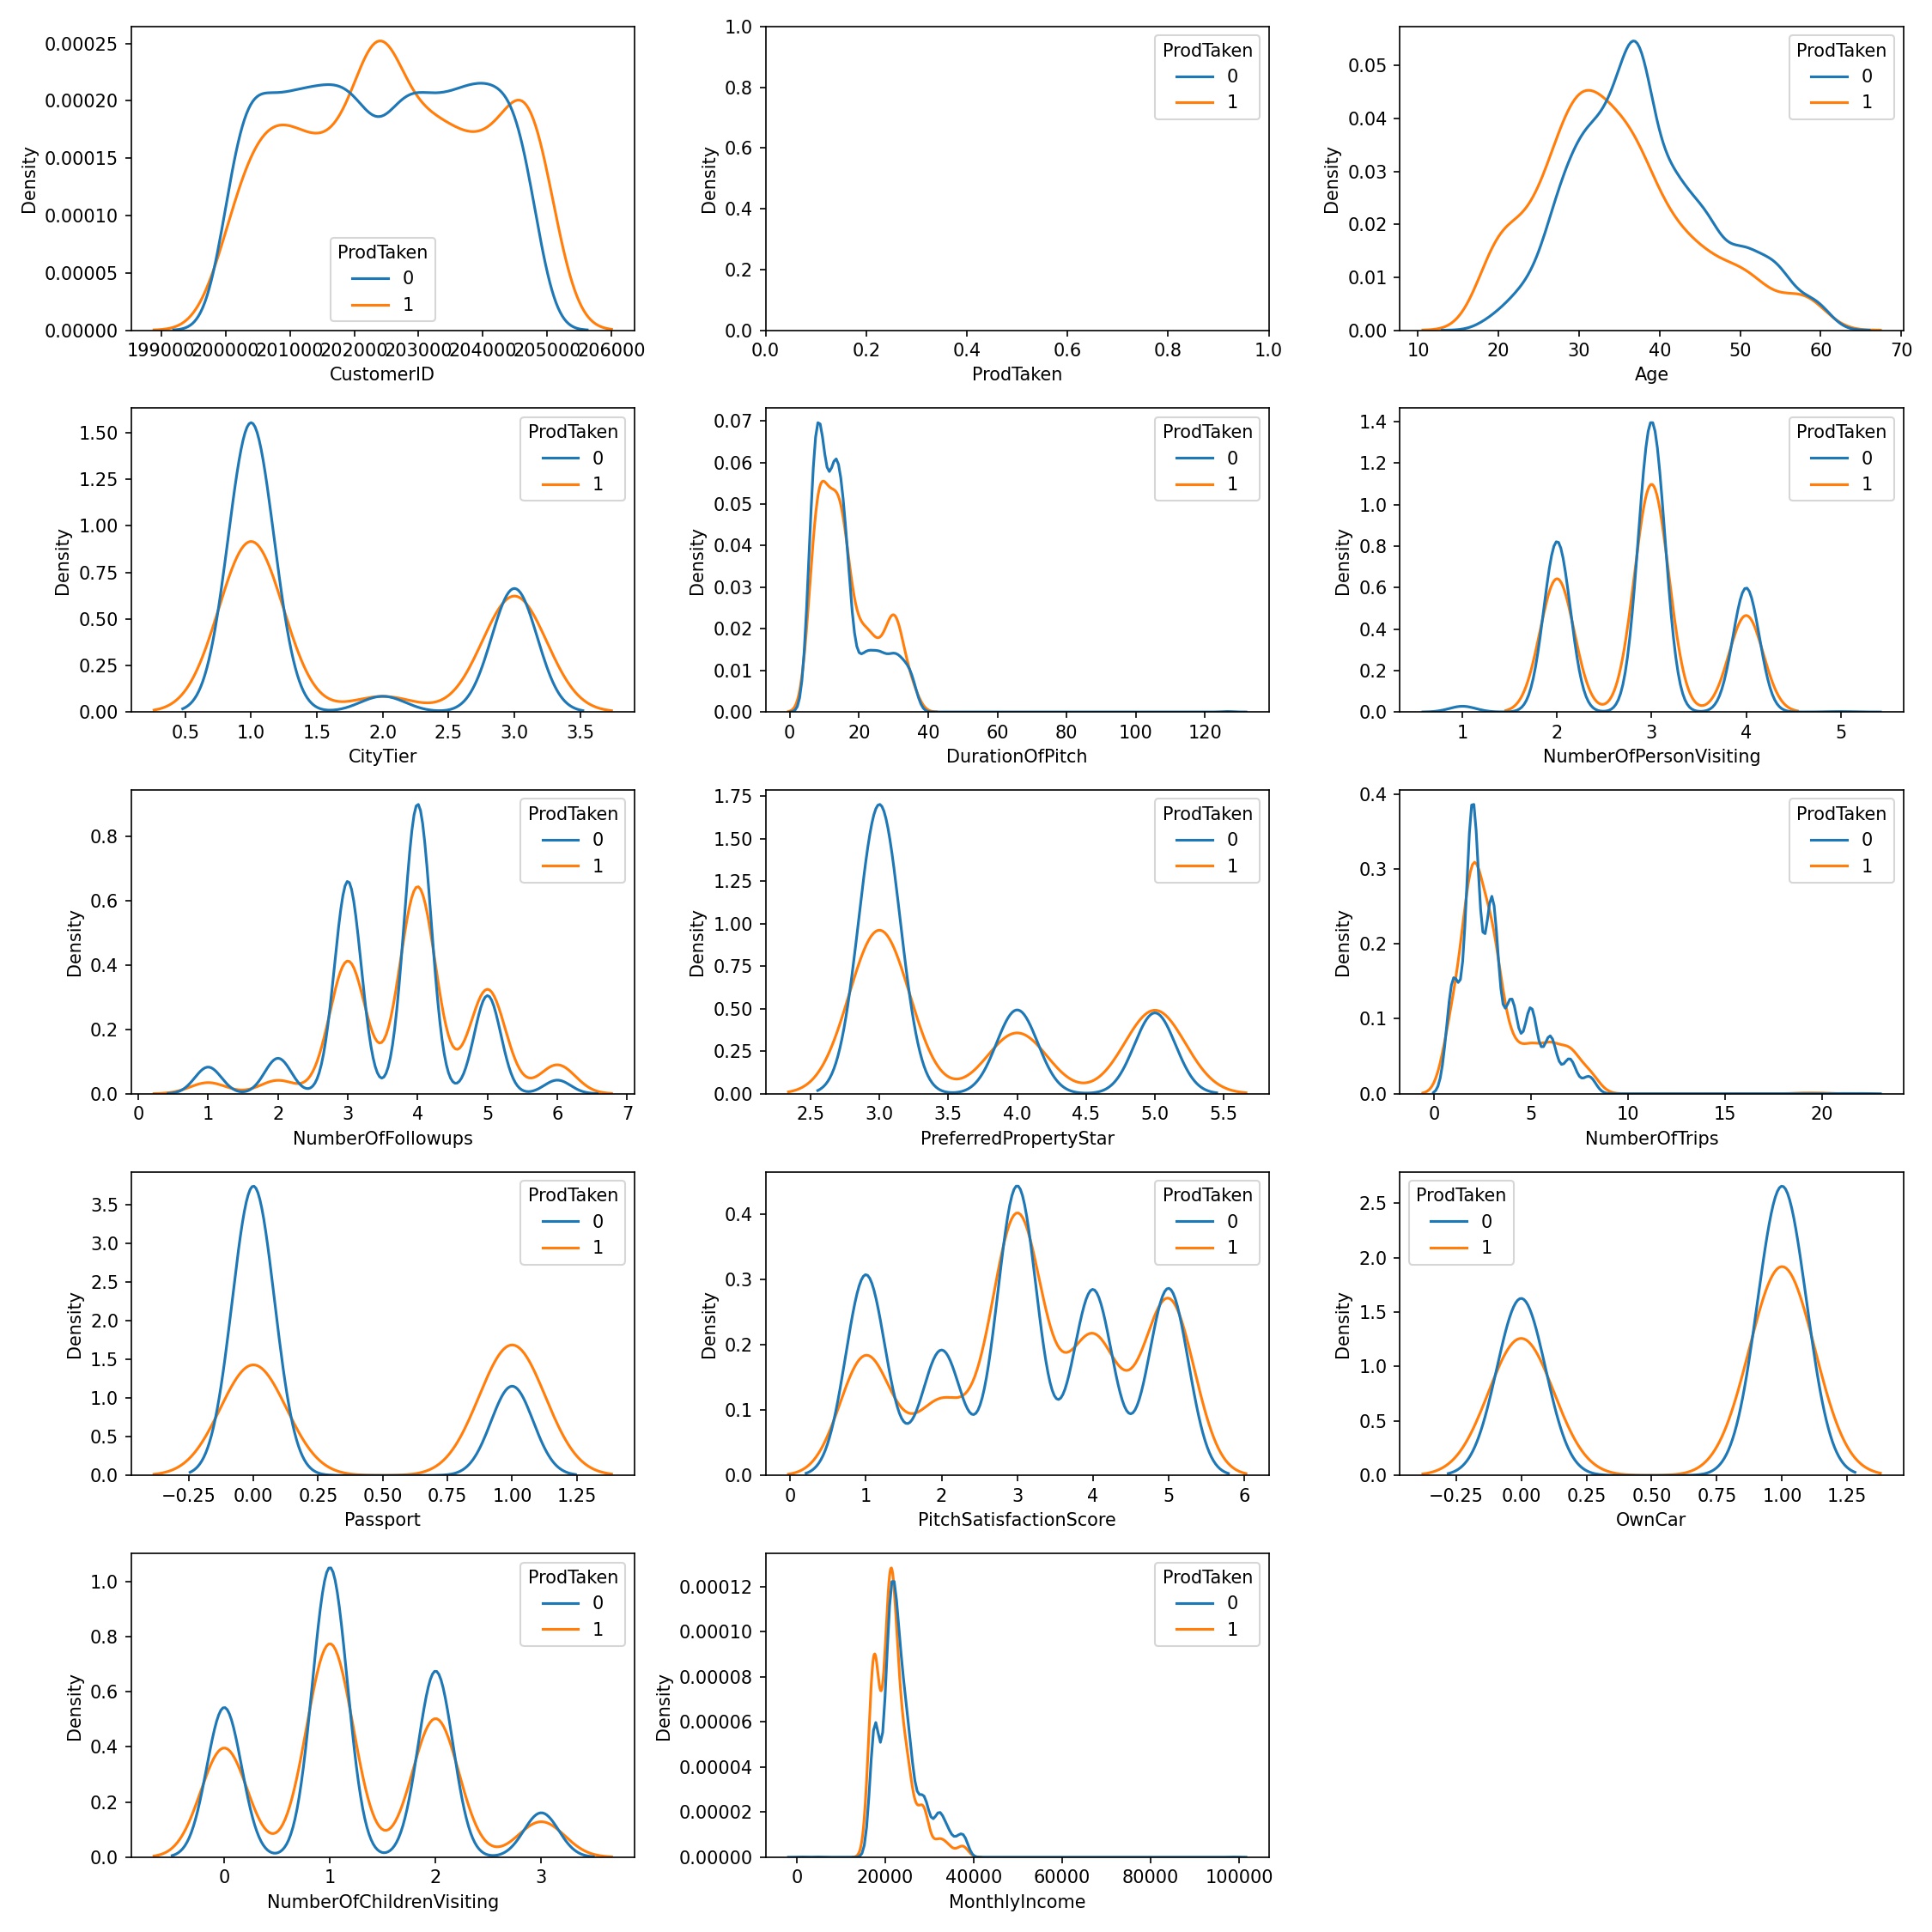 Density
0.00025
0.00020
0.00015
0.00010
0.00005
0.00000
ProdTaken
0
1
199000 200000 201000 202000 203000 204000 205000 206000
CustomerID
Density
1.0
0.8
0.6
0.4
0.2
0.0
ProdTaken
0
1
0.0 0.2 0.4 0.6 0.8 1.0
ProdTaken
Density
0.05
0.04
0.03
0.02
0.01
0.00
ProdTaken
0
1
10 20 30 40 50 60 70
Age
Density
1.50
1.25
1.00
0.75
0.50
0.25
0.00
ProdTaken
0
1
0.5 1.0 1.5 2.0 2.5 3.0 3.5
CityTier
Density
0.07
0.06
0.05
0.04
0.03
0.02
0.01
0.00
ProdTaken
0
1
0 20 40 60 80 100 120
DurationOfPitch
Density
1.4
1.2
1.0
0.8
0.6
0.4
0.2
0.0
ProdTaken
0
1
1 2 3 4 5
NumberOfPersonVisiting
Density
0.8
0.6
0.4
0.2
0.0
ProdTaken
0
1
0 1 2 3 4 5 6 7
NumberOfFollowups
Density
1.75
1.50
1.25
1.00
0.75
0.50
0.25
0.00
ProdTaken
0
1
2.5 3.0 3.5 4.0 4.5 5.0 5.5
PreferredPropertyStar
Density
0.4
0.3
0.2
0.1
0.0
ProdTaken
0
1
0 5 10 15 20
NumberOfTrips
Density
3.5
3.0
2.5
2.0
1.5
1.0
0.5
0.0
ProdTaken
0
1
−0.25 0.00 0.25 0.50 0.75 1.00 1.25
Passport
Density
0.4
0.3
0.2
0.1
0.0
ProdTaken
0
1
0 1 2 3 4 5 6
PitchSatisfactionScore
Density
2.5
2.0
1.5
1.0
0.5
0.0
ProdTaken
0
1
−0.25 0.00 0.25 0.50 0.75 1.00 1.25
OwnCar
Density
1.0
0.8
0.6
0.4
0.2
0.0
ProdTaken
0
1
0 1 2 3
NumberOfChildrenVisiting
Density
0.00012
0.00010
0.00008
0.00006
0.00004
0.00002
0.00000
ProdTaken
0
1
0 20000 40000 60000 80000 100000
MonthlyIncome